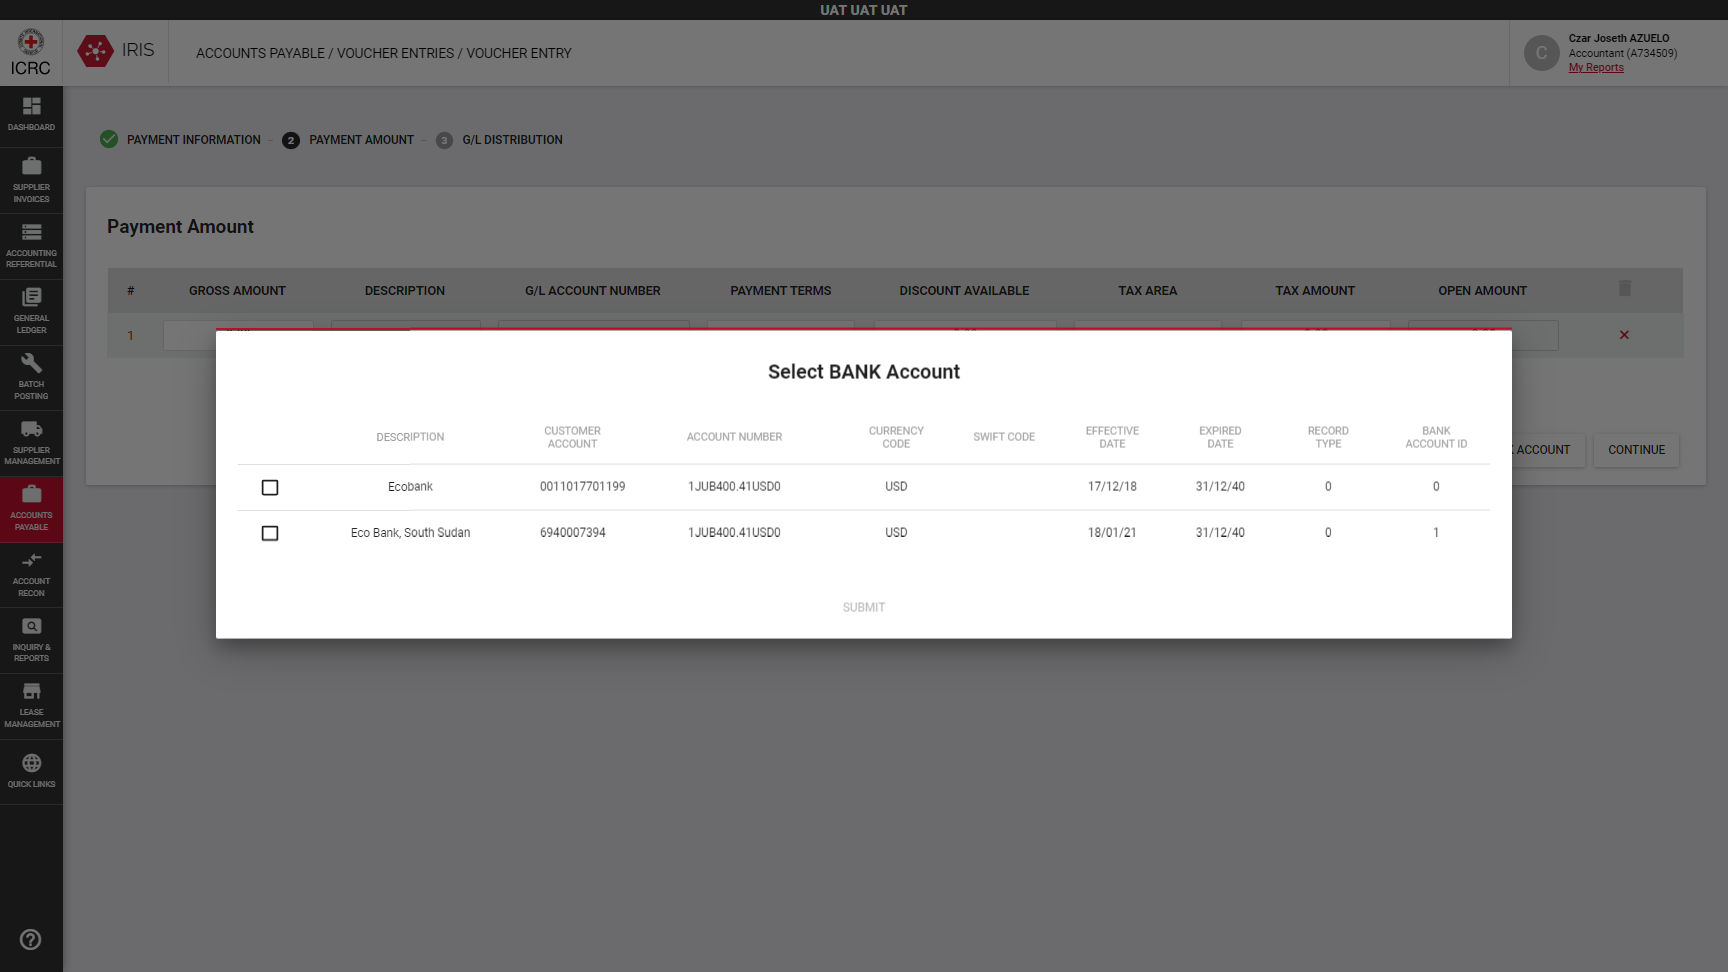 UAT UAT UAT
ICRC
IRIS
ACCOUNTS PAYABLE / VOUCHER ENTRIES / VOUCHER ENTRY
C
Czar Joseth AZUELO
Accountant (A734509)
My Reports
DASHBOARD
SUPPLIER
INVOICES
ACCOUNTING
REFERENTIAL
GENERAL
LEDGER
BATCH
POSTING
SUPPLIER
MANAGEMENT
ACCOUNTS
PAYABLE
ACCOUNT
RECON
INQUIRY &
REPORTS
LEASE
MANAGEMENT
QUICK LINKS
PAYMENT INFORMATION - 2 PAYMENT AMOUNT - 3 G/L DISTRIBUTION
Payment Amount
# GROSS AMOUNT DESCRIPTION G/L ACCOUNT NUMBER PAYMENT TERMS DISCOUNT AVAILABLE TAX AREA TAX AMOUNT OPEN AMOUNT
1
ACCOUNT CONTINUE
Select BANK Account
DESCRIPTION CUSTOMER ACCOUNT ACCOUNT NUMBER CURRENCY CODE SWIFT CODE EFFECTIVE DATE EXPIRED DATE RECORD TYPE BANK ACCOUNT ID
Ecobank 0011017701199 1JUB400.41USD0 USD 17/12/18 31/12/40 0 0
Eco Bank, South Sudan 6940007394 1JUB400.41USD0 USD 18/01/21 31/12/40 0 1
SUBMIT